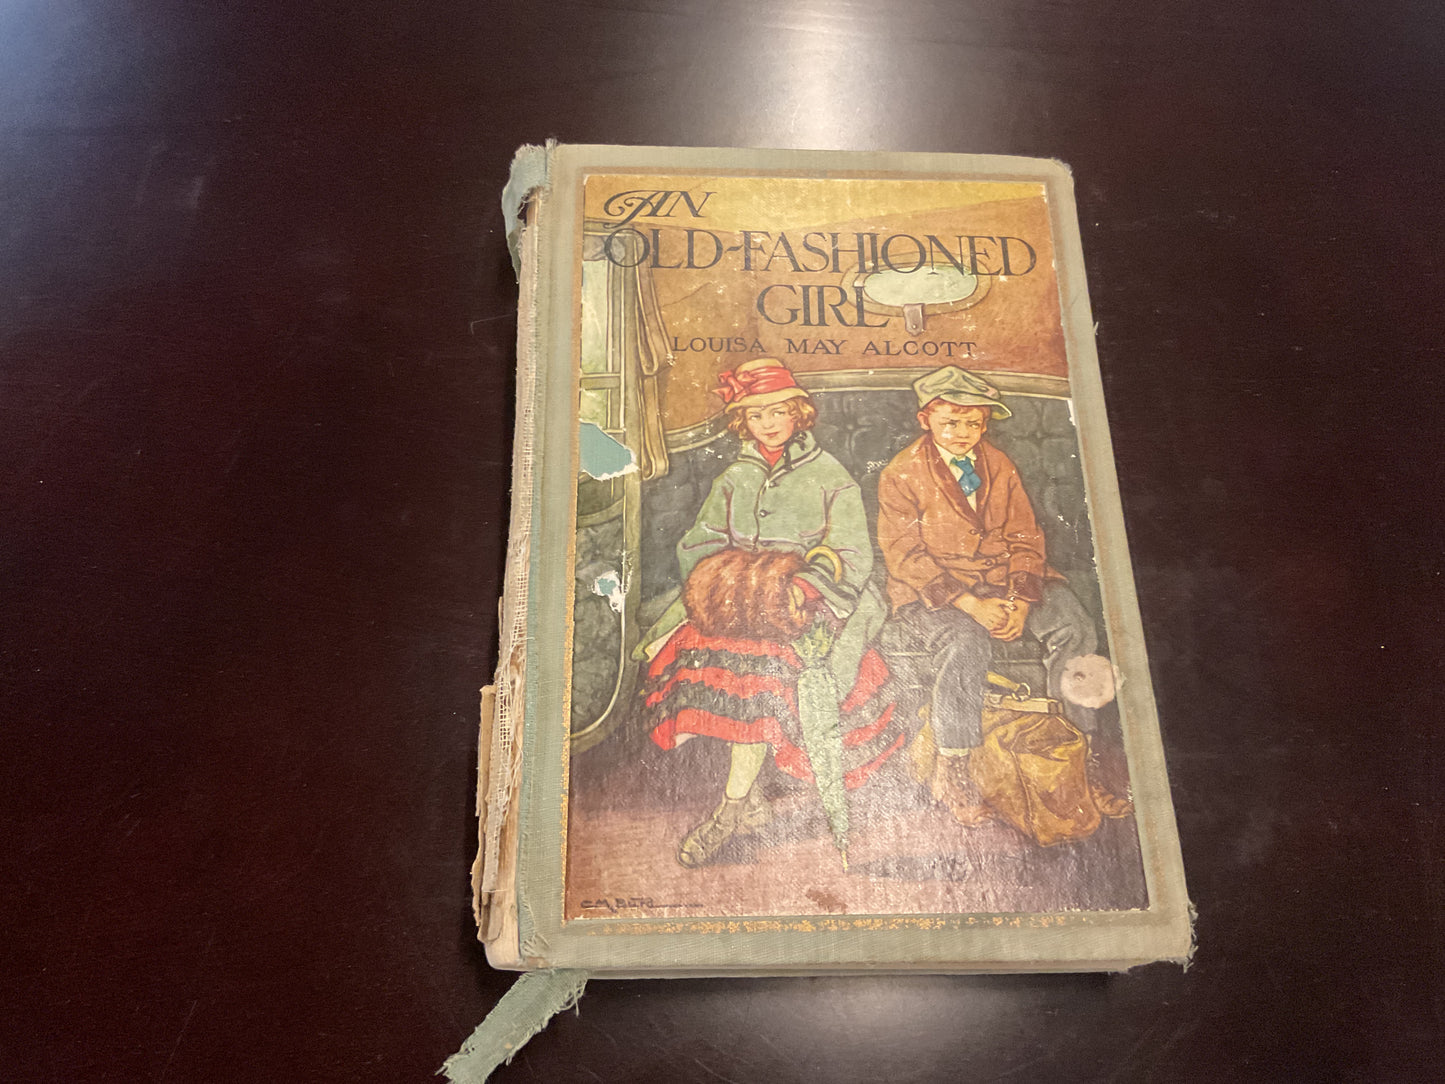 AN
OLD-FASHIONED
GIRL
LOUISA MAY ALCOTT